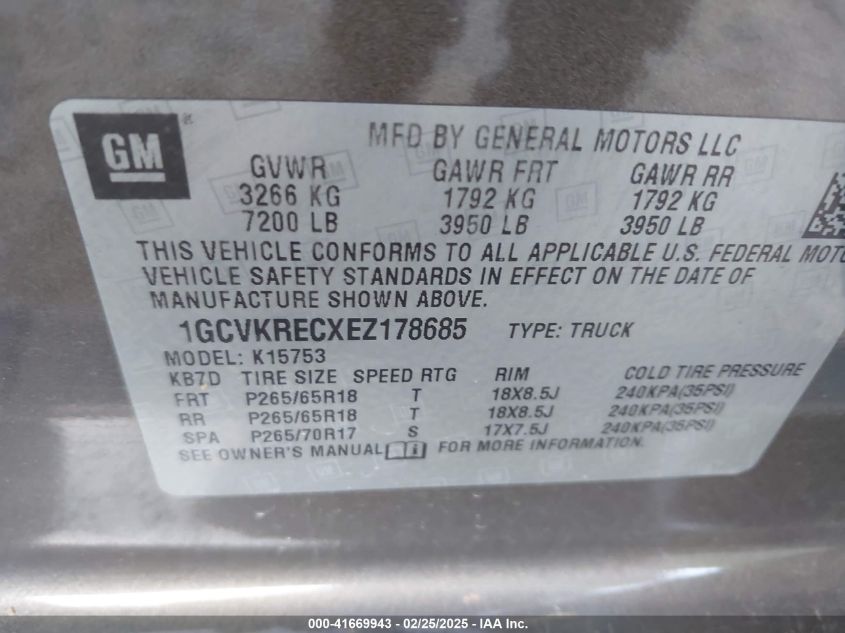 GM
MFD BY GENERAL MOTORS LLC
GVWR GAWR FRT GAWR RR
3266 KG 1792 KG 1792 KG
7200 LB 3950 LB 3950 LB
THIS VEHICLE CONFORMS TO ALL APPLICABLE U.S. FEDERAL MOTO
VEHICLE SAFETY STANDARDS IN EFFECT ON THE DATE OF
MANUFACTURE SHOWN ABOVE.
1GCVKRECXEZ178685 TYPE: TRUCK
MODEL: K15753
KB7D TIRE SIZE SPEED RTG RIM COLD TIRE PRESSURE
FRT P265/65R18 T 18X8.5J 240KPA(35PSI)
RR P265/65R18 T 18X8.5J 240KPA(35PSI)
SPA P265/70R17 S 17X7.5J 240KPA(35PSI)
SEE OWNER'S MANUAL i FOR MORE INFORMATION.
000-41669943 - 02/25/2025 - IAA Inc.